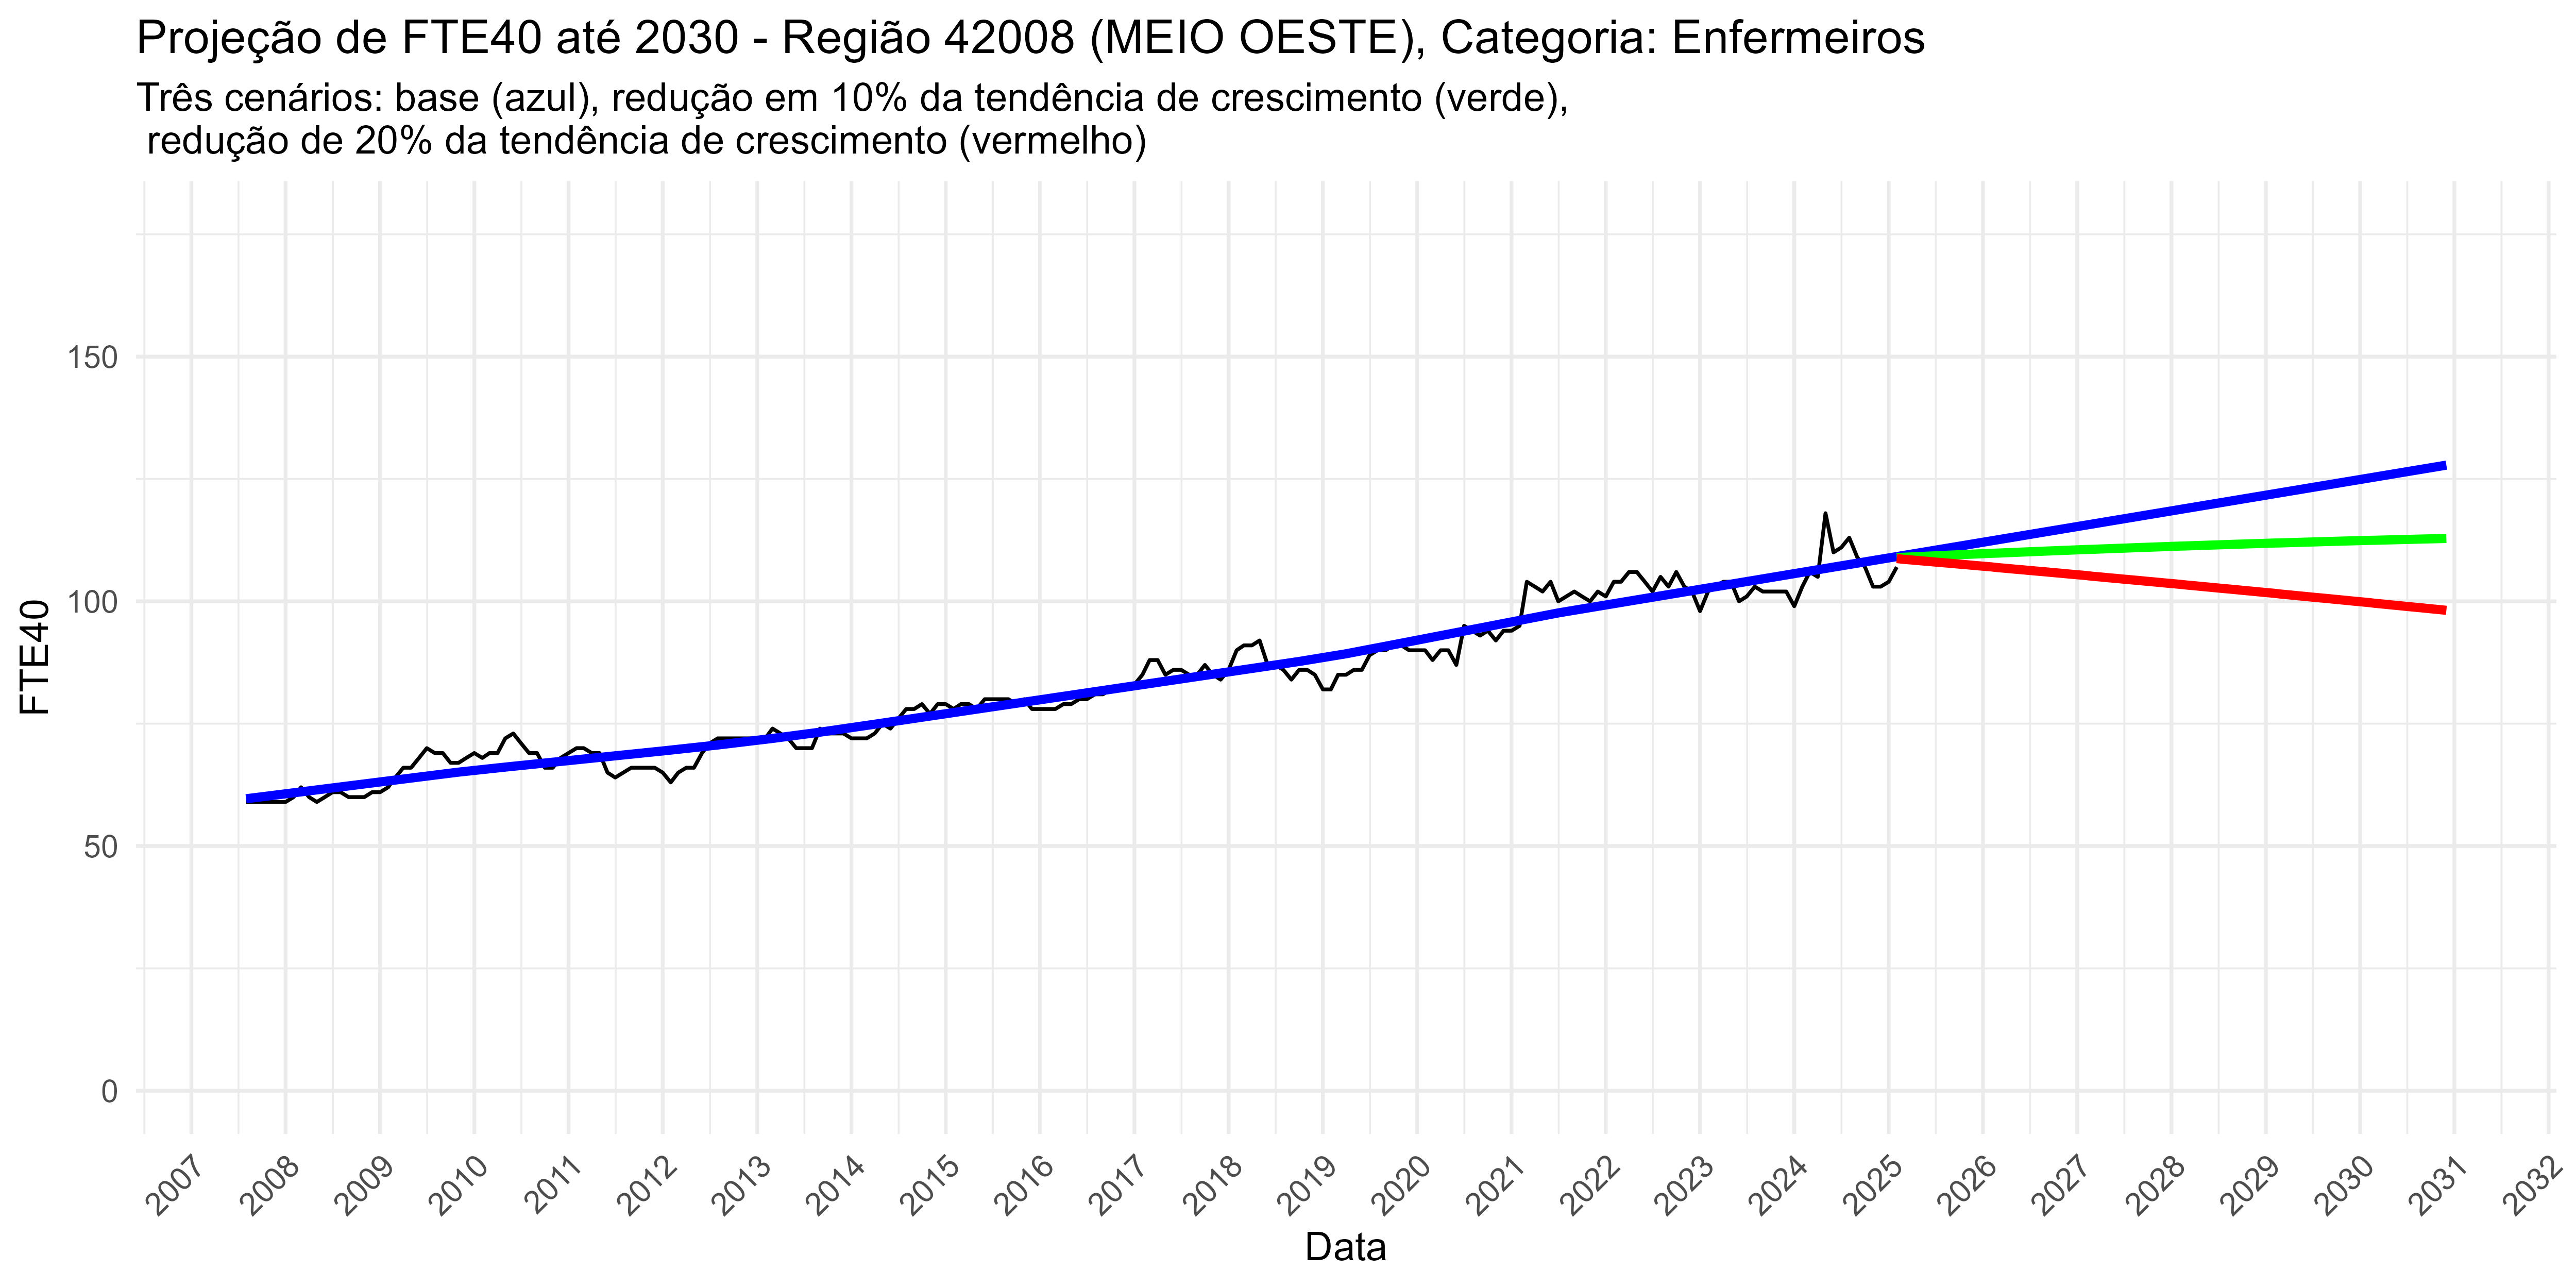 Projeção de FTE40 até 2030 - Região 42008 (MEIO OESTE), Categoria: Enfermeiros
Três cenários: base (azul), redução em 10% da tendência de crescimento (verde),
redução de 20% da tendência de crescimento (vermelho)
FTE40
150
100
50
0
2007 2008 2009 2010 2011 2012 2013 2014 2015 2016 2017 2018 2019 2020 2021 2022 2023 2024 2025 2026 2027 2028 2029 2030 2031 2032
Data